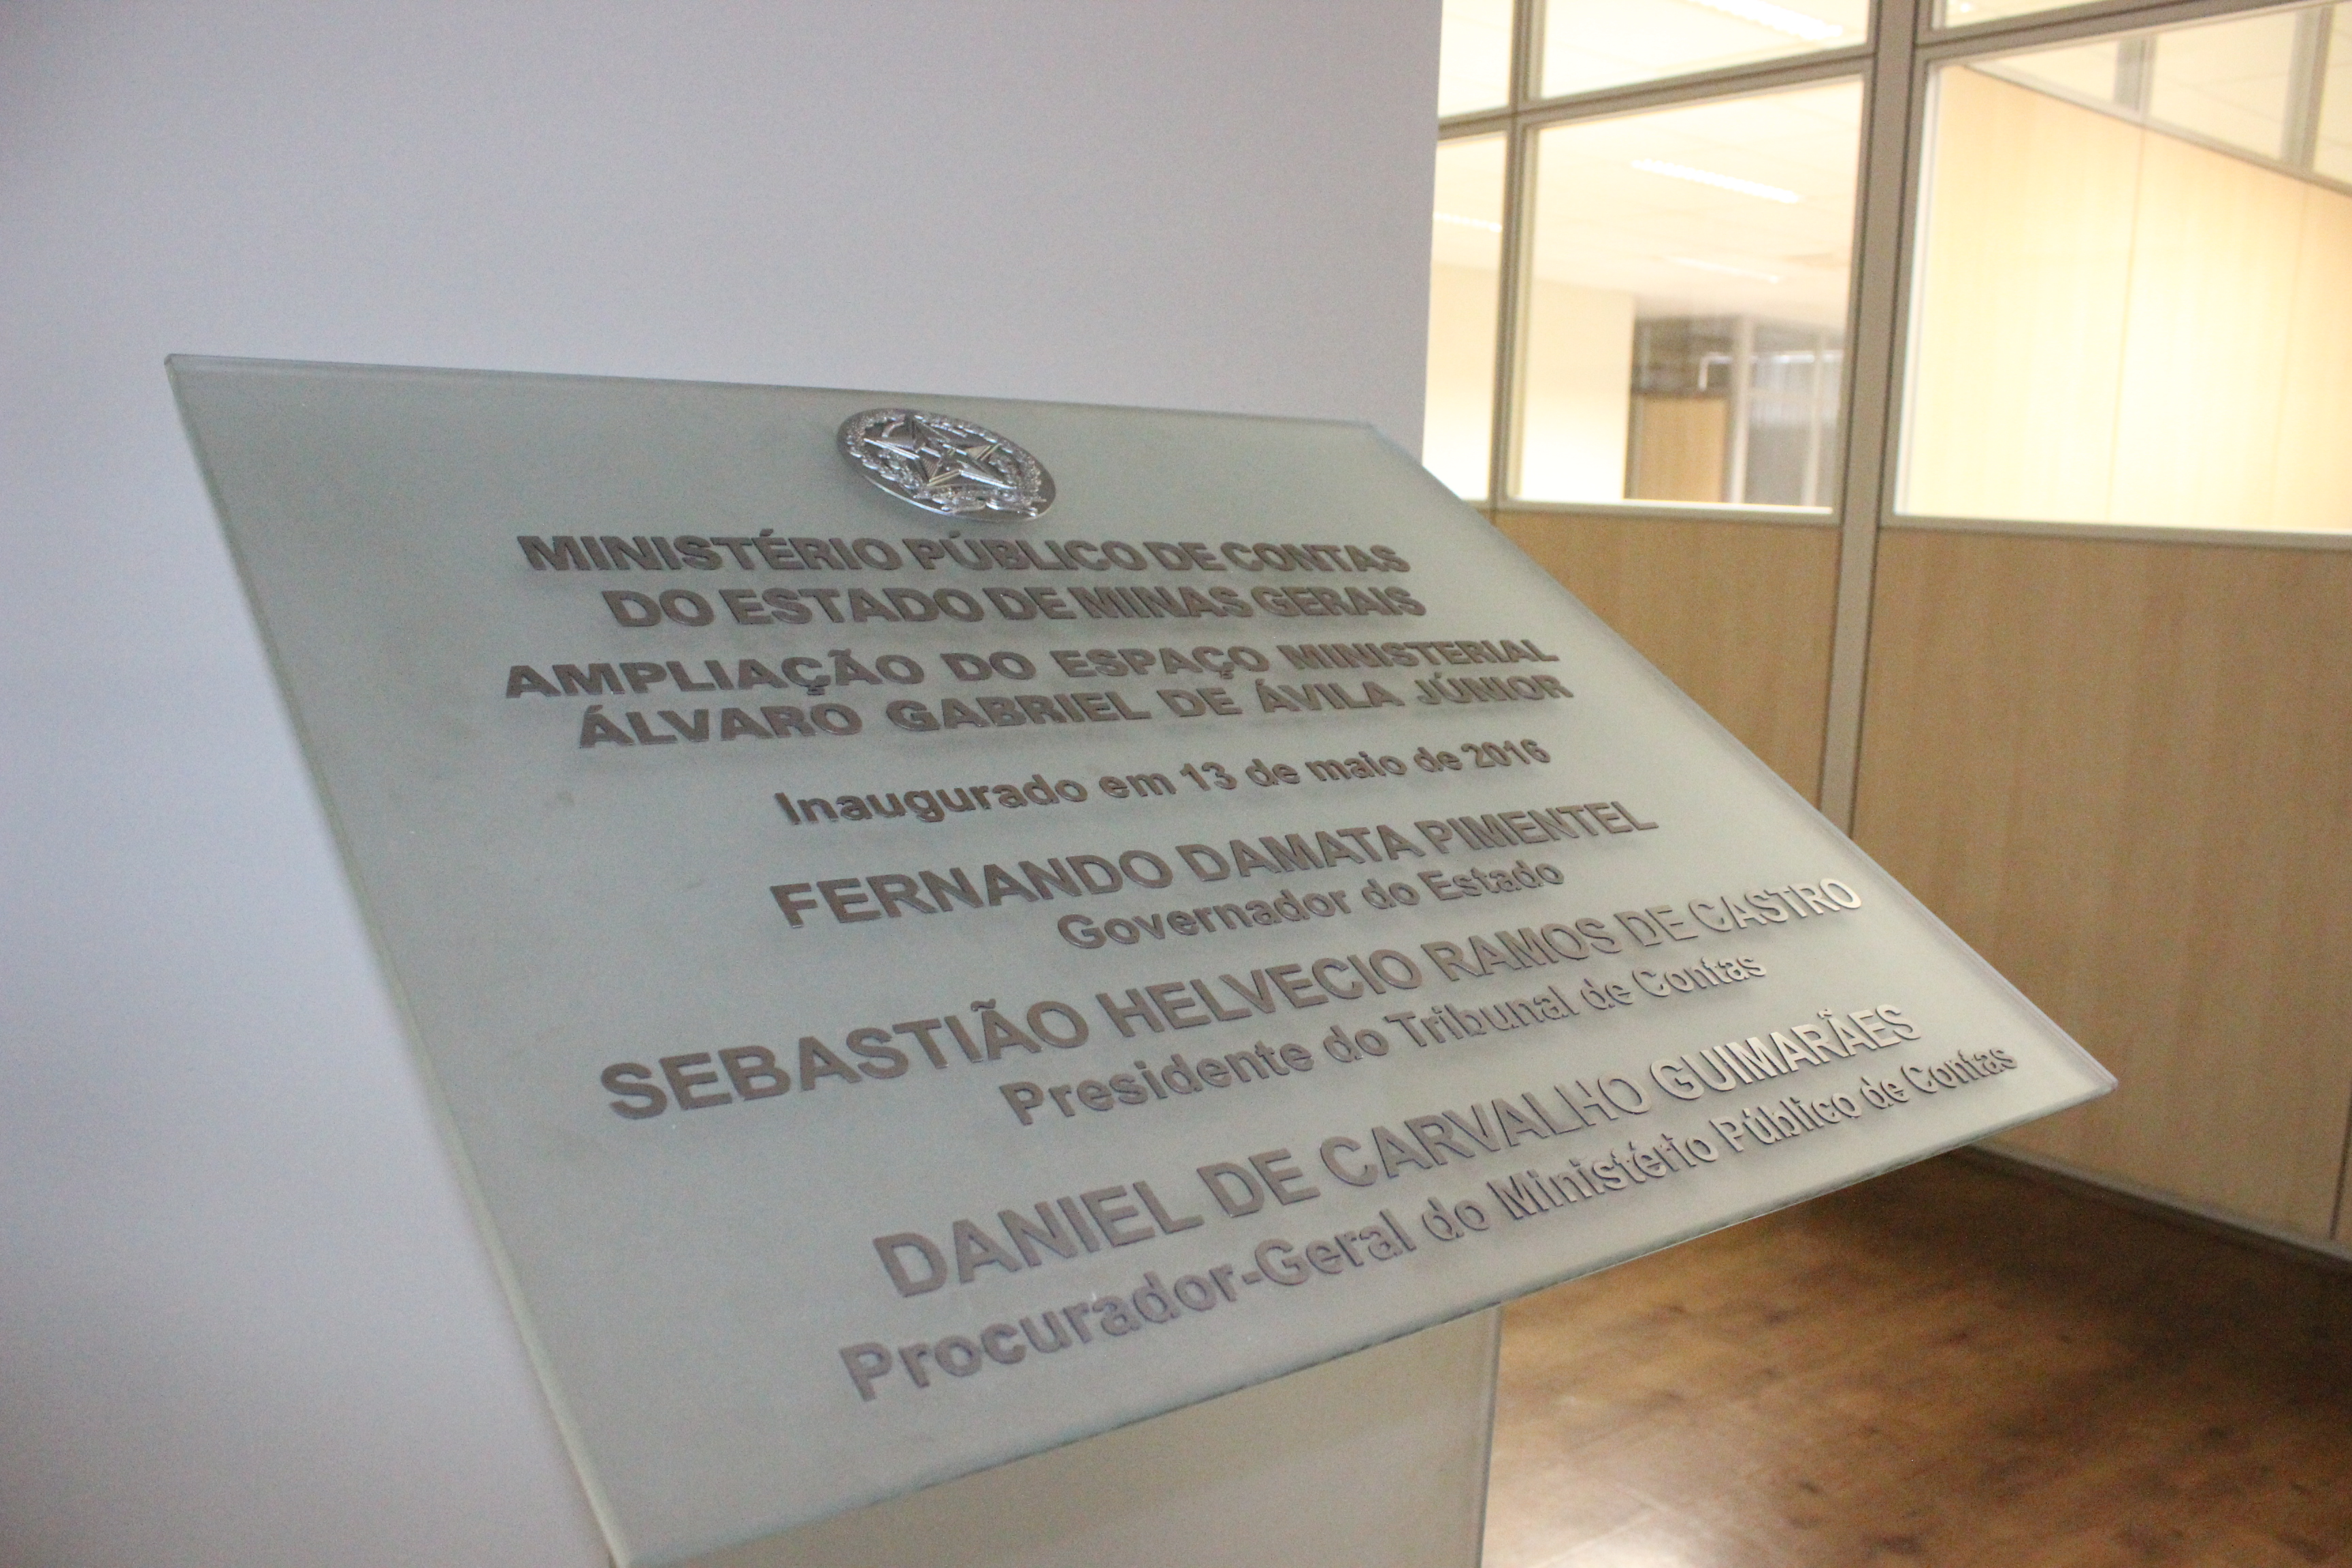 MINISTÉRIO PÚBLICO DE CONTAS
DO ESTADO DE MINAS GERAIS
AMPLIAÇÃO DO ESPAÇO MINISTERIAL
ÁLVARO GABRIEL DE ÁVILA JÚNIOR
Inaugurado em 13 de maio de 2016
FERNANDO DAMATA PIMENTEL
Governador do Estado
SEBASTIÃO HELVECIO RAMOS DE CASTRO
Presidente do Tribunal de Contas
DANIEL DE CARVALHO GUIMARÃES
Procurador-Geral do Ministério Público de Contas